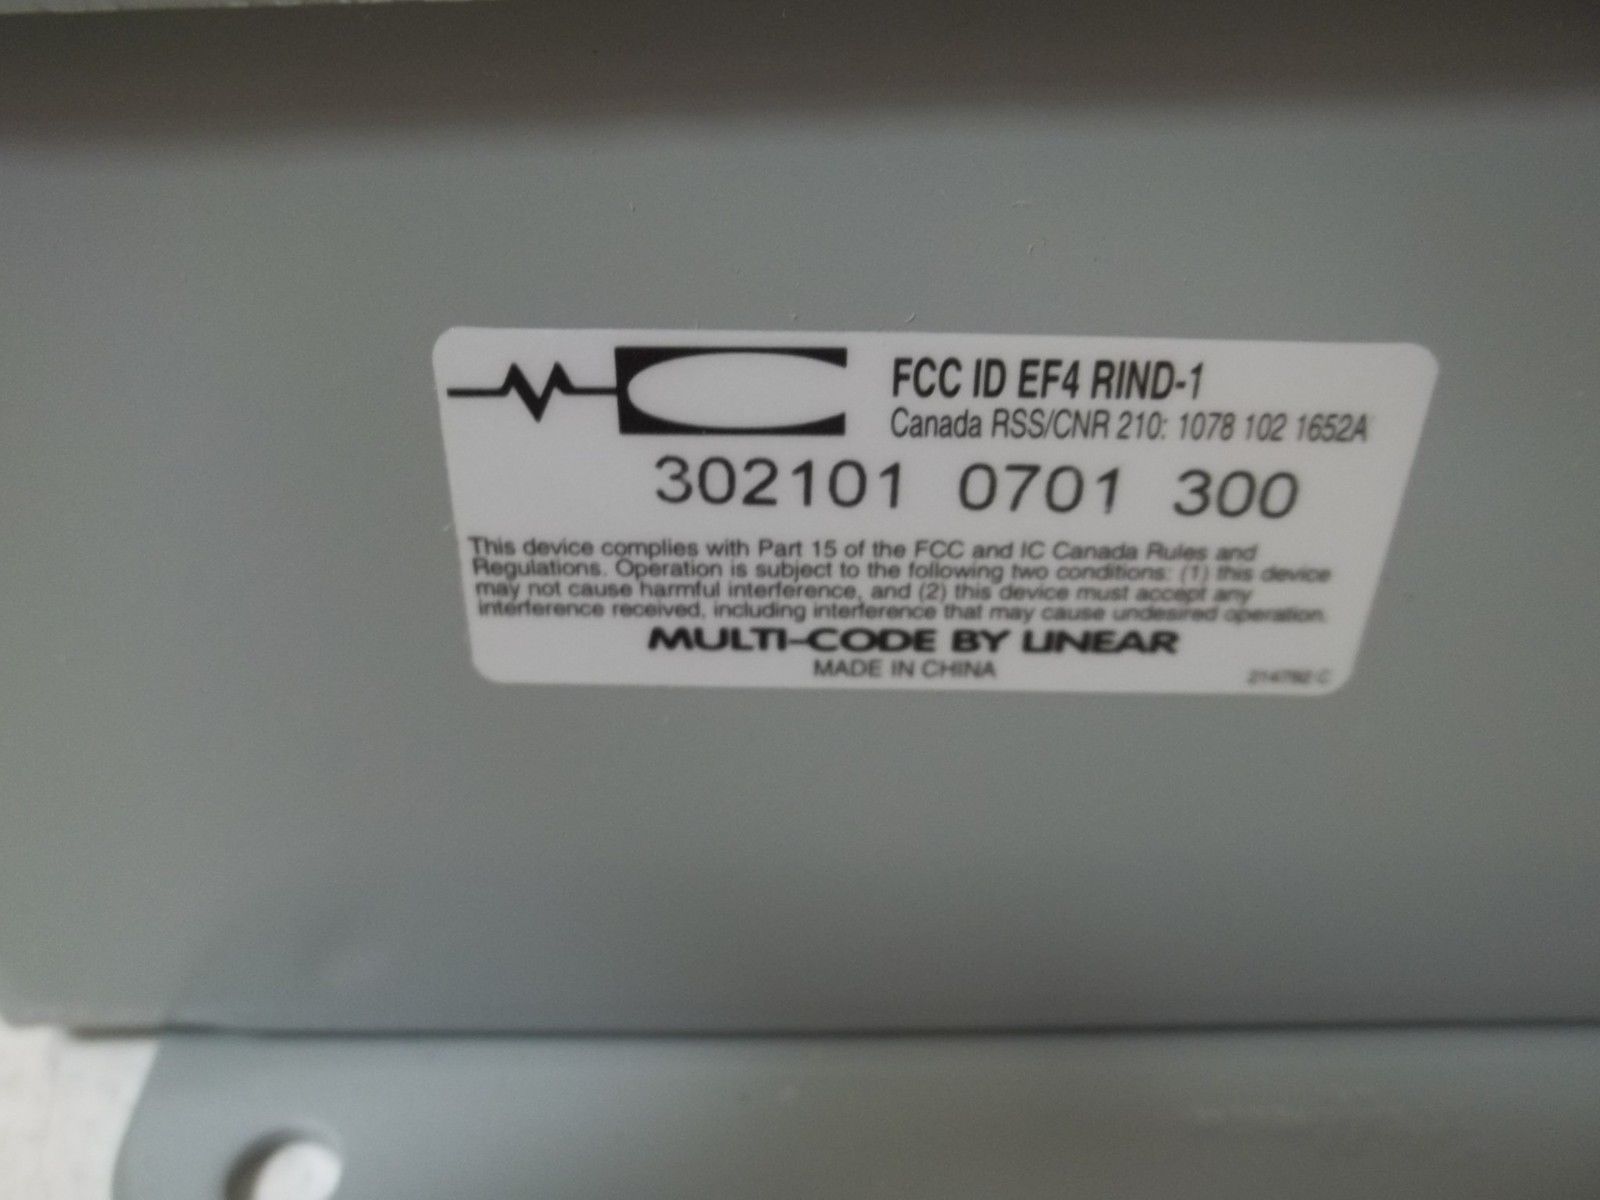 FCC ID EF4 RIND-1
Canada RSS/CNR 210: 1078 102 1652A
302101 0701 300
This device complies with Part 15 of the FCC and IC Canada Rules and
Regulations. Operation is subject to the following two conditions: (1) this device
may not cause harmful interference, and (2) this device must accept any
interference received, including interference that may cause undesired operation.
MULTI-CODE BY LINEAR
MADE IN CHINA